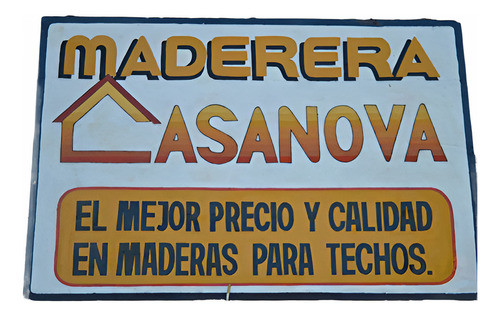 MADERERA
CASANOVA
EL MEJOR PRECIO Y CALIDAD
EN MADERAS PARA TECHOS.